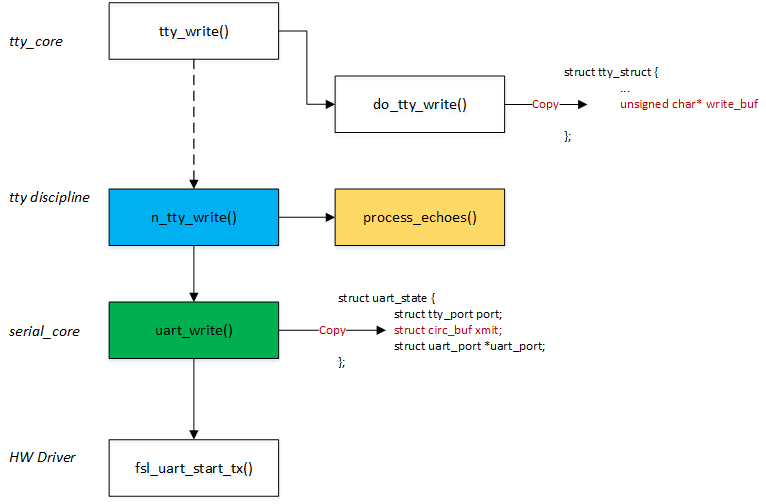 tty_write()
tty_core
struct tty_struct {
...
do_tty_write()
Copy
unsigned char* write_buf
};
tty discipline
n_tty_write()
process_echoes()
struct uart_state {
struct tty_port port;
serial_core
uart_write()
Copy
struct circ_buf xmit;
struct uart_port *uart_port;
};
HW Driver
fsl_uart_start_tx()